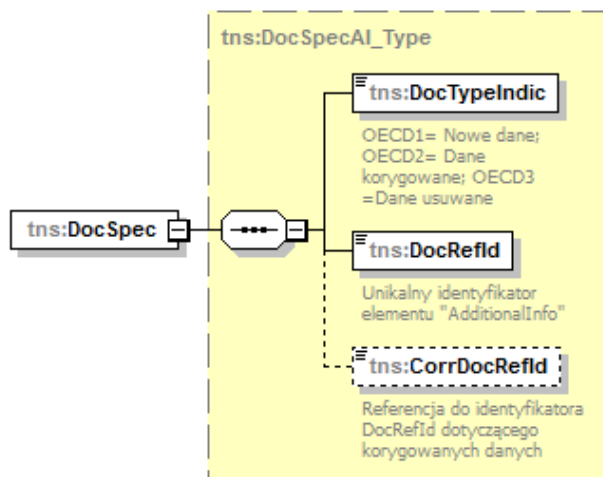 tns:DocSpecAI_Type
tns:DocTypeIndic
OECD1= Nowe dane;
OECD2= Dane
korygowane; OECD3
=Dane usuwane
tns:DocSpec
tns:DocRefId
Unikalny identyfikator
elementu "AdditionalInfo"
tns:CorrDocRefId
Referencja do identyfikatora
DocRefId dotyczącego
korygowanych danych